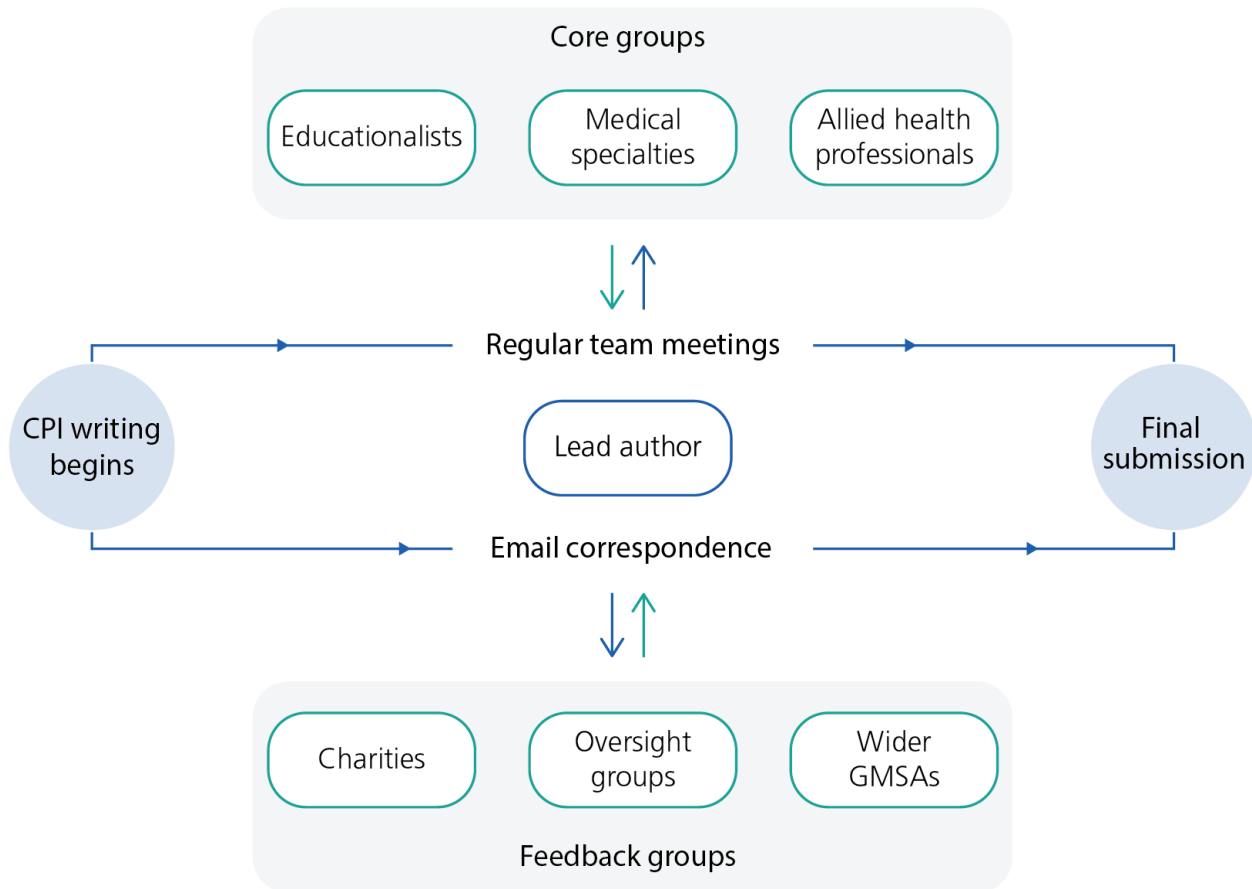 Core groups
Educationalists
Medical
specialties
Allied health
professionals
Regular team meetings
CPI writing
begins
Lead author
Final
submission
Email correspondence
Charities
Oversight
groups
Wider
GMSAs
Feedback groups